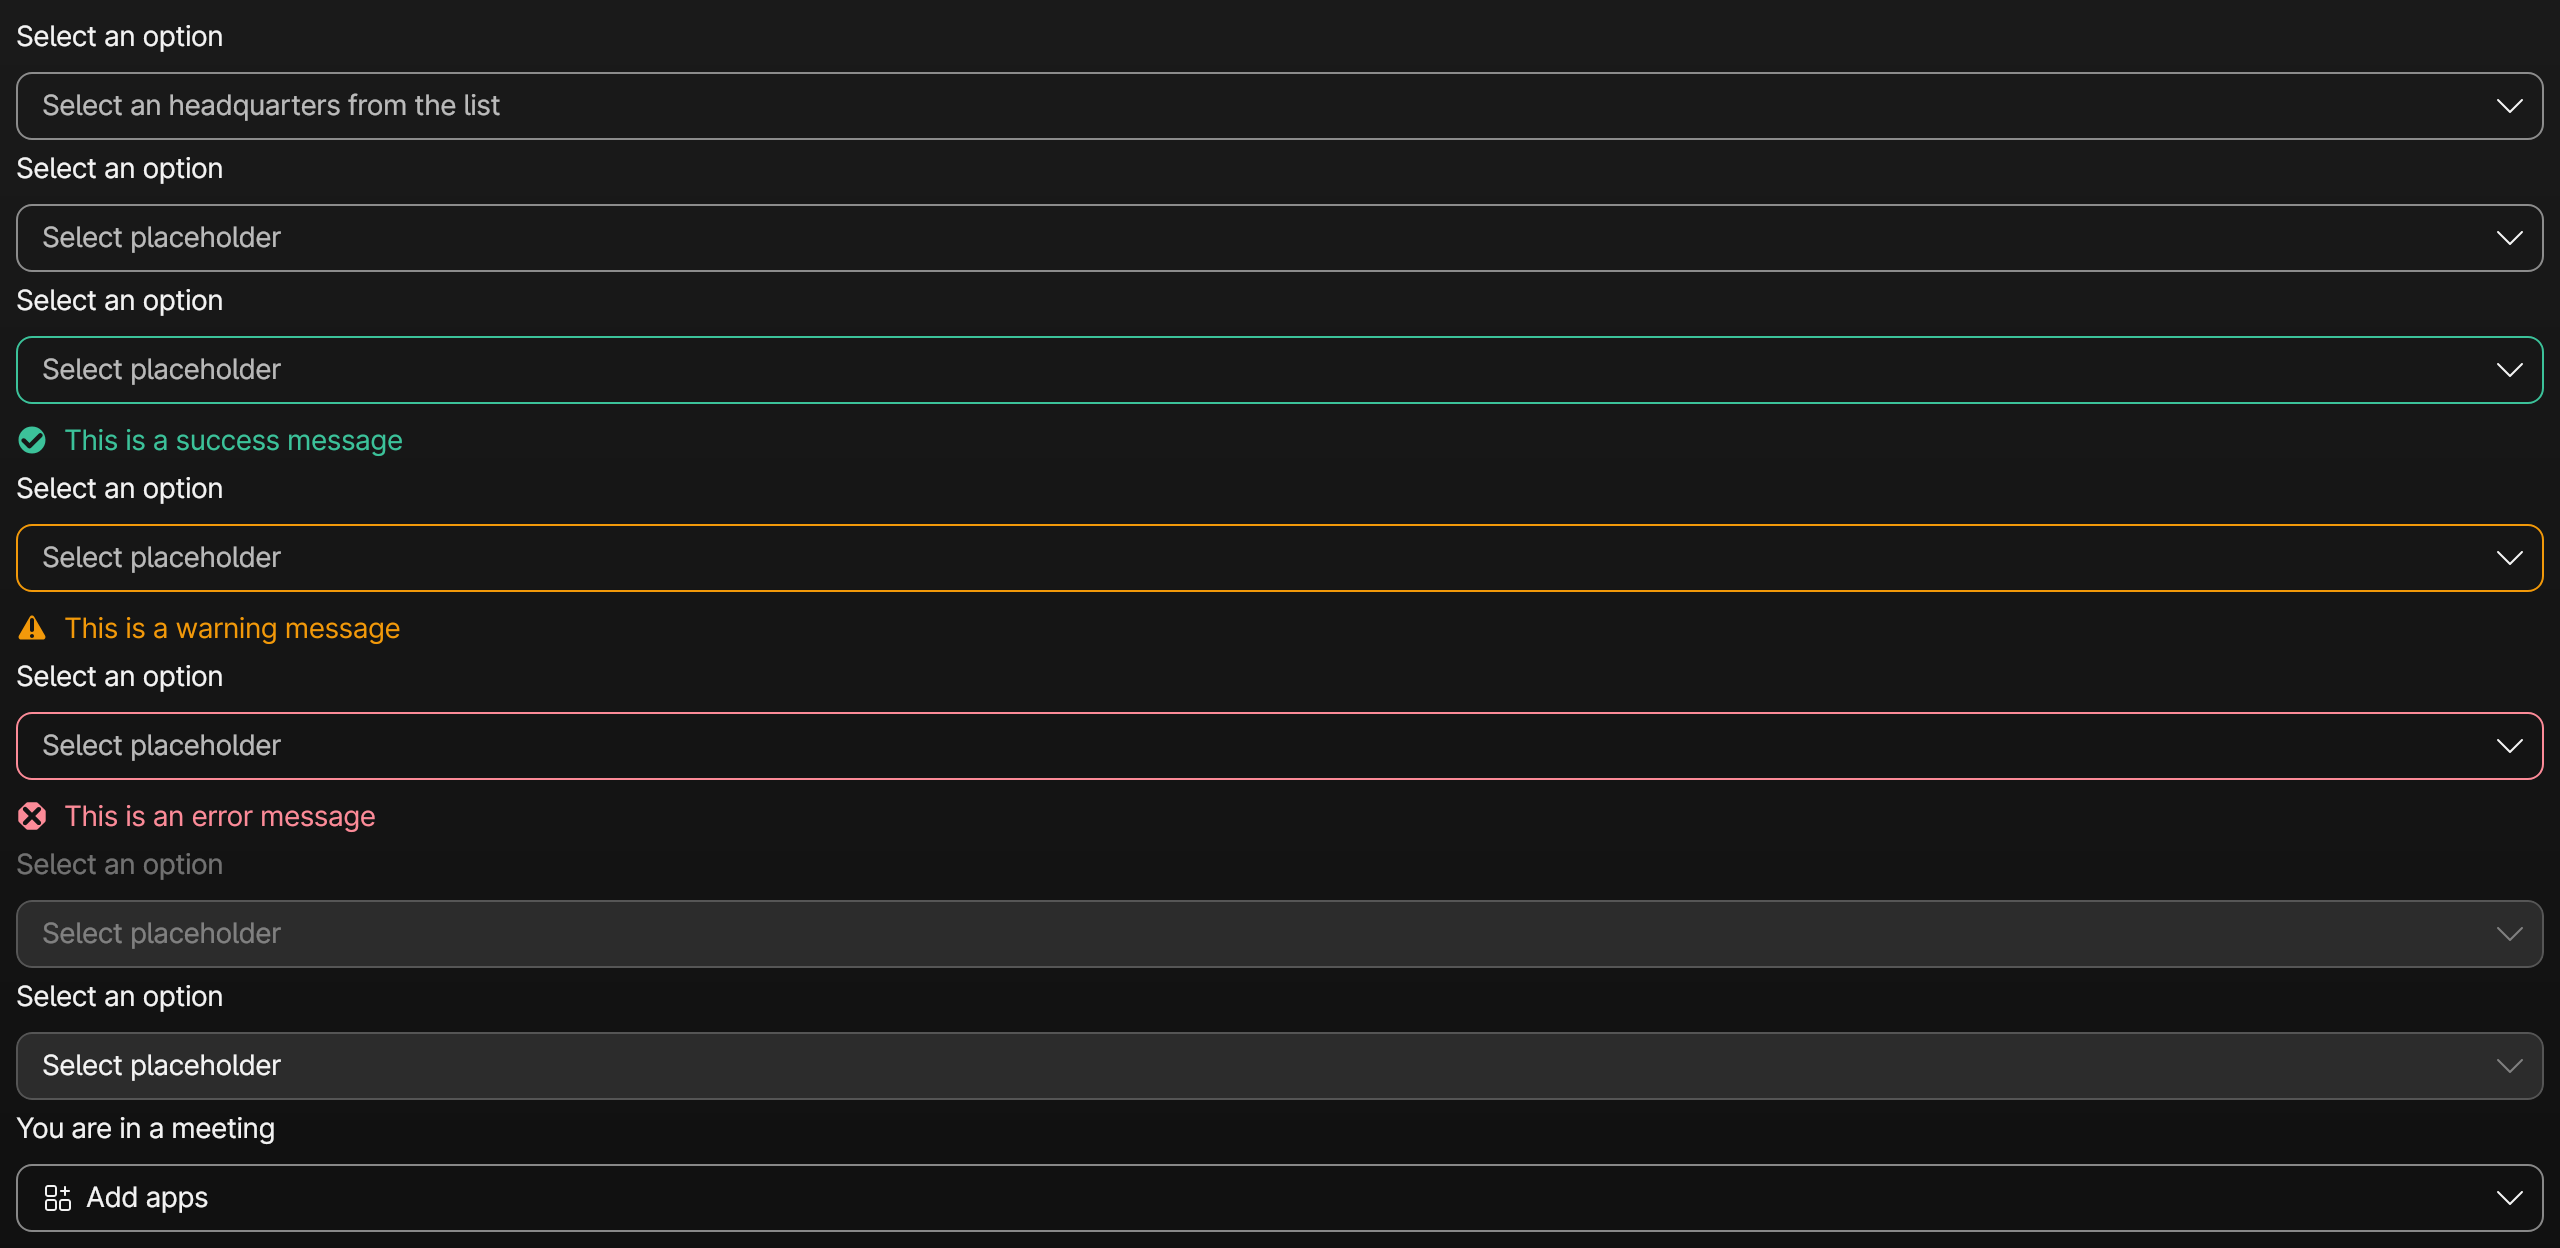 Select an option
Select an headquarters from the list
Select an option
Select placeholder
Select an option
Select placeholder
This is a success message
Select an option
Select placeholder
This is a warning message
Select an option
Select placeholder
This is an error message
Select an option
Select placeholder
Select an option
Select placeholder
You are in a meeting
Add apps